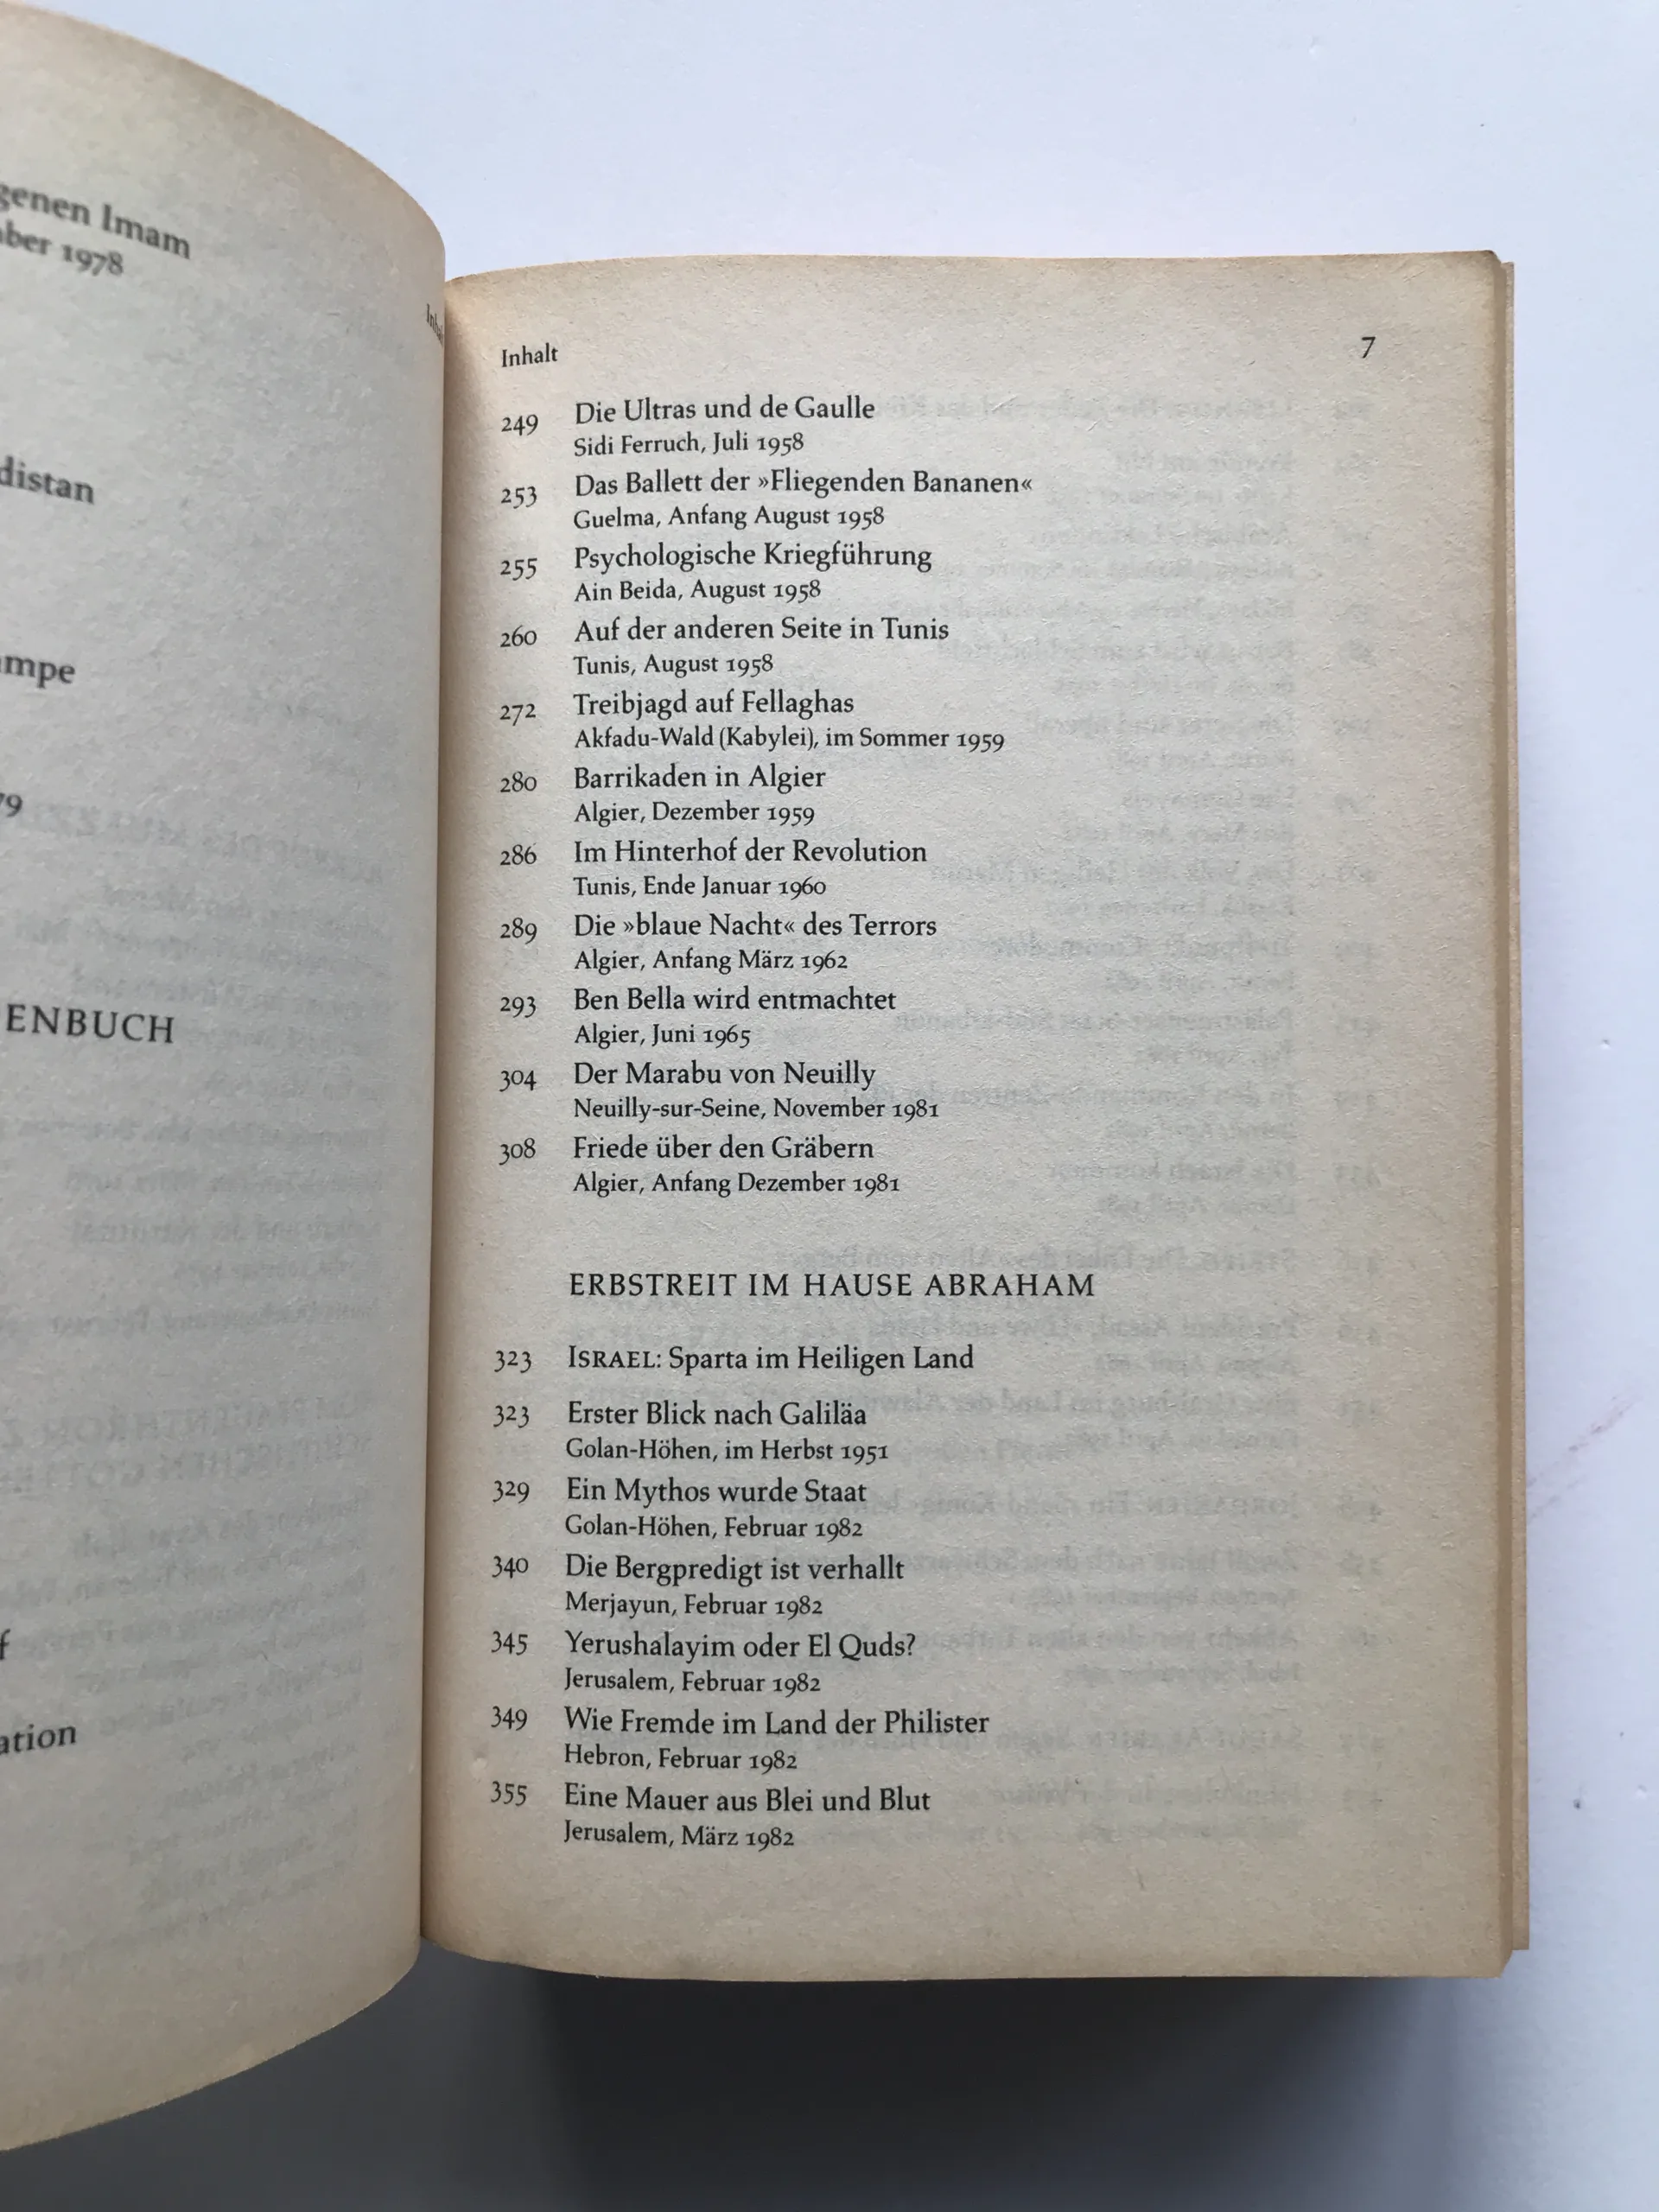 genen Imam
1978
distan
ENBUCH
Inhalt 7
249 Die Ultras und de Gaulle
Sidi Ferruch, Juli 1958
253 Das Ballett der »Fliegenden Bananen«
Guelma, Anfang August 1958
255 Psychologische Kriegführung
Ain Beida, August 1958
260 Auf der anderen Seite in Tunis
Tunis, August 1958
272 Treibjagd auf Fellaghas
Akfadu-Wald (Kabylei), im Sommer 1959
280 Barrikaden in Algier
Algier, Dezember 1959
286 Im Hinterhof der Revolution
Tunis, Ende Januar 1960
289 Die »blaue Nacht« des Terrors
Algier, Anfang März 1962
293 Ben Bella wird entmachtet
Algier, Juni 1965
304 Der Marabu von Neuilly
Neuilly-sur-Seine, November 1981
308 Friede über den Gräbern
Algier, Anfang Dezember 1981
ERBSTREIT IM HAUSE ABRAHAM
323 ISRAEL: Sparta im Heiligen Land
323 Erster Blick nach Galiläa
Golan-Höhen, im Herbst 1951
329 Ein Mythos wurde Staat
Golan-Höhen, Februar 1982
340 Die Bergpredigt ist verhallt
Merjayun, Februar 1982
345 Yerushalayim oder El Quds?
Jerusalem, Februar 1982
349 Wie Fremde im Land der Philister
Hebron, Februar 1982
355 Eine Mauer aus Blei und Blut
Jerusalem, März 1982